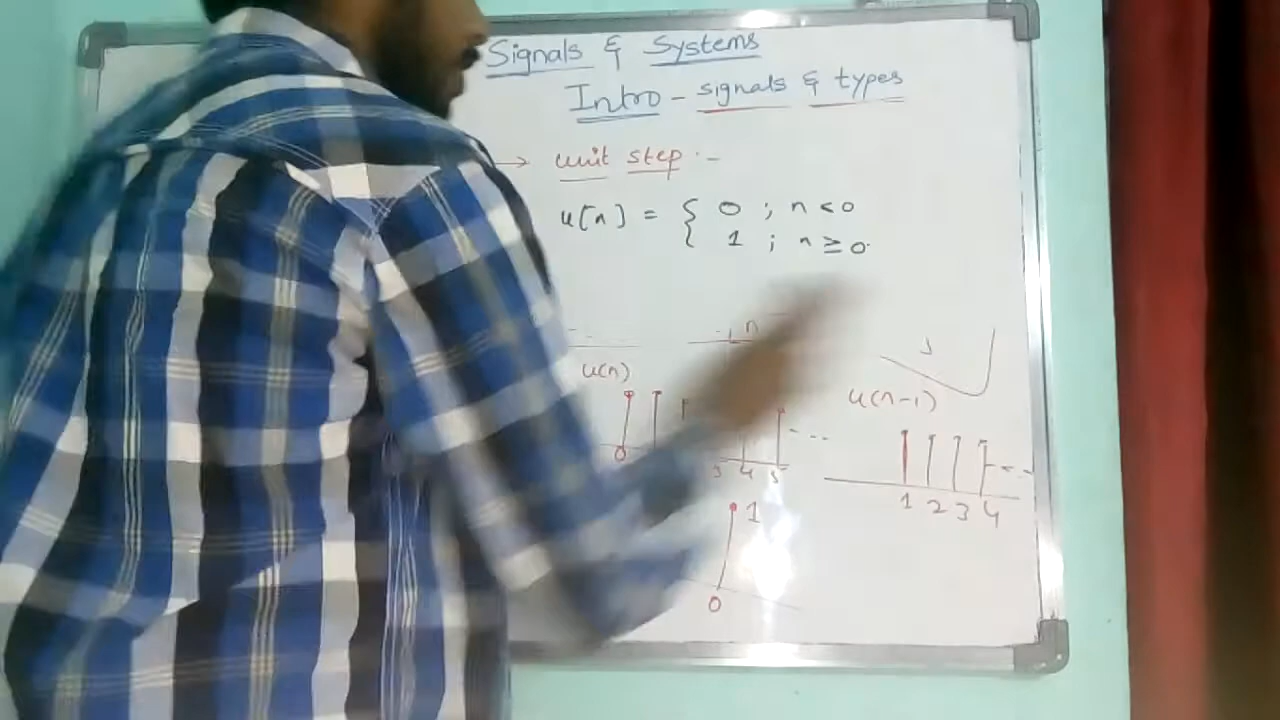 Signals & Systems
Intro - signals & types
→ unit step :-
u[n] = { 0 ; n < 0
1 ; n ≥ 0
n
u(n)
u(n-1)
0 3 4 5
1 2 3 4
1
0